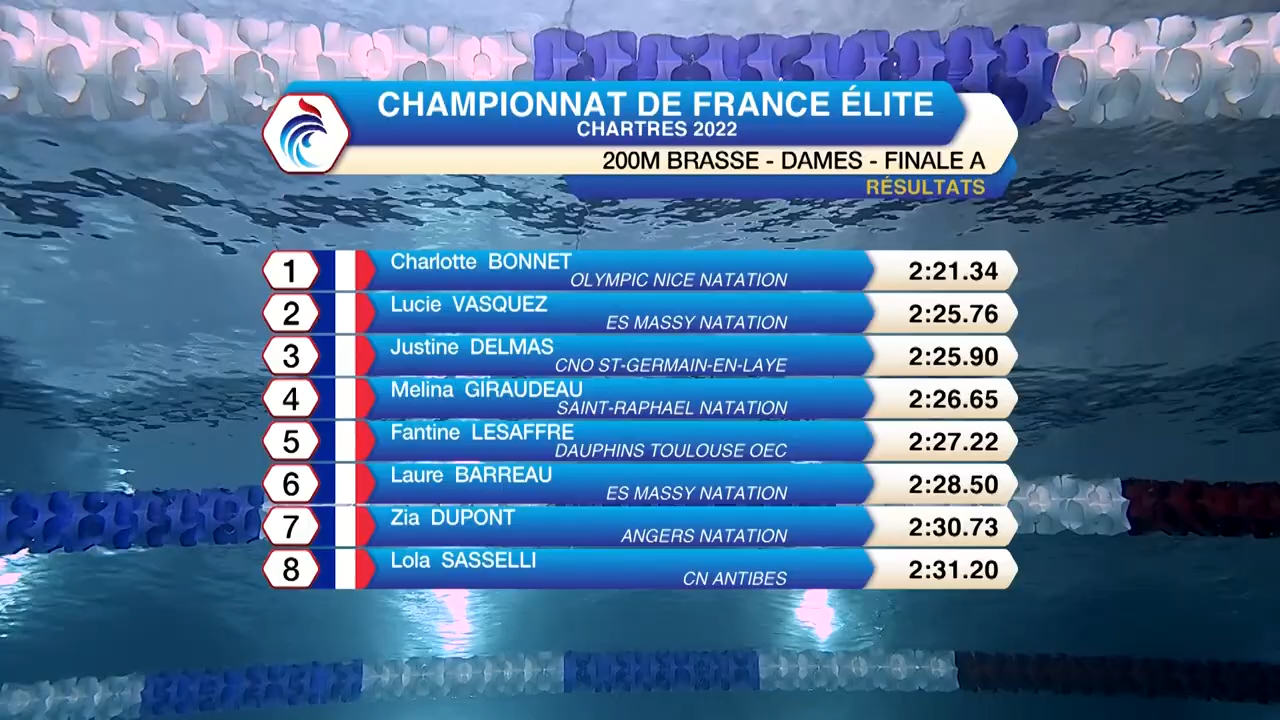 CHAMPIONNAT DE FRANCE ÉLITE
CHARTRES 2022
200M BRASSE - DAMES - FINALE A
RÉSULTATS
1 Charlotte BONNET OLYMPIC NICE NATATION 2:21.34
2 Lucie VASQUEZ ES MASSY NATATION 2:25.76
3 Justine DELMAS CNO ST-GERMAIN-EN-LAYE 2:25.90
4 Melina GIRAUDEAU SAINT-RAPHAEL NATATION 2:26.65
5 Fantine LESAFFRE DAUPHINS TOULOUSE OEC 2:27.22
6 Laure BARREAU ES MASSY NATATION 2:28.50
7 Zia DUPONT ANGERS NATATION 2:30.73
8 Lola SASSELLI CN ANTIBES 2:31.20